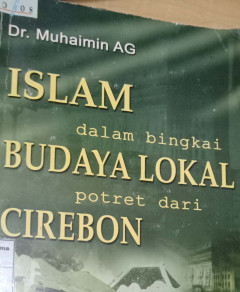 Dr. Muhaimin AG
ISLAM
dalam bingkai
BUDAYA LOKAL
potret dari
CIREBON